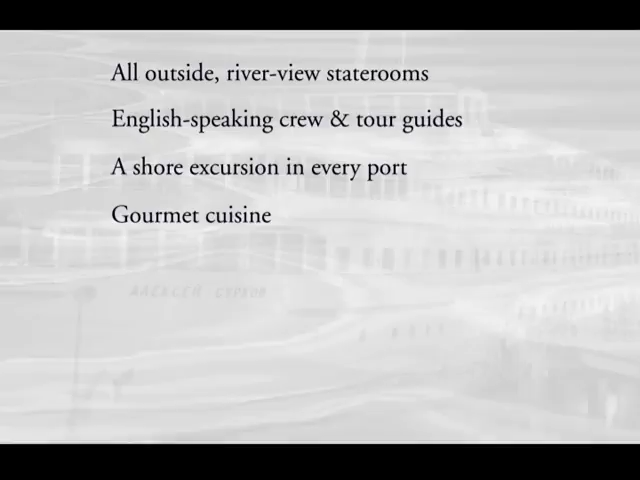 All outside, river-view staterooms
English-speaking crew & tour guides
A shore excursion in every port
Gourmet cuisine